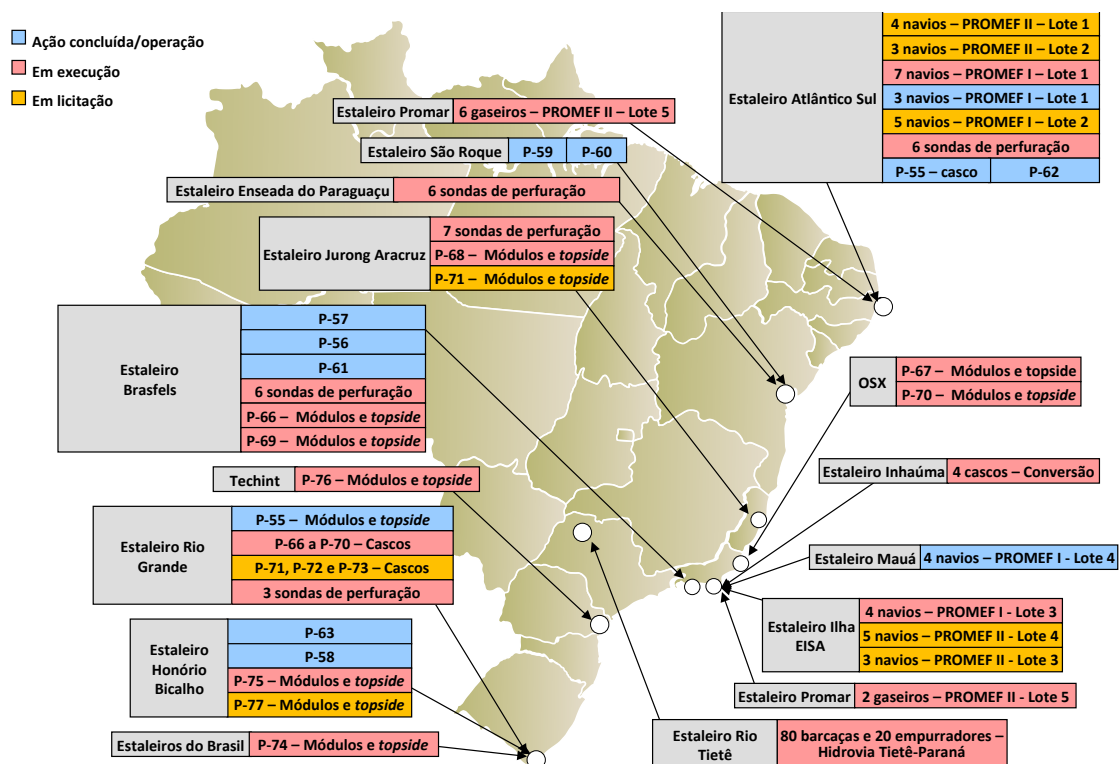 Ação concluída/operação
Em execução
Em licitação
Estaleiro Atlântico Sul
4 navios – PROMEF II – Lote 1
3 navios – PROMEF II – Lote 2
7 navios – PROMEF I – Lote 1
3 navios – PROMEF I – Lote 1
5 navios – PROMEF I – Lote 2
6 sondas de perfuração
P-55 – casco
P-62
Estaleiro Promar
6 gaseiros – PROMEF II – Lote 5
Estaleiro São Roque
P-59
P-60
Estaleiro Enseada do Paraguaçu
6 sondas de perfuração
Estaleiro Jurong Aracruz
7 sondas de perfuração
P-68 – Módulos e topside
P-71 – Módulos e topside
Estaleiro
Brasfels
P-57
P-56
P-61
6 sondas de perfuração
P-66 – Módulos e topside
P-69 – Módulos e topside
OSX
P-67 – Módulos e topside
P-70 – Módulos e topside
Techint
P-76 – Módulos e topside
Estaleiro Inhaúma
4 cascos – Conversão
Estaleiro Rio
Grande
P-55 – Módulos e topside
P-66 a P-70 – Cascos
P-71, P-72 e P-73 – Cascos
3 sondas de perfuração
Estaleiro Mauá
4 navios – PROMEF I - Lote 4
Estaleiro Ilha
EISA
4 navios – PROMEF I - Lote 3
5 navios – PROMEF II - Lote 4
3 navios – PROMEF II - Lote 3
Estaleiro
Honório
Bicalho
P-63
P-58
P-75 – Módulos e topside
P-77 – Módulos e topside
Estaleiro Promar
2 gaseiros – PROMEF II - Lote 5
Estaleiros do Brasil
P-74 – Módulos e topside
Estaleiro Rio
Tietê
80 barcaças e 20 empurradores –
Hidrovia Tietê-Paraná